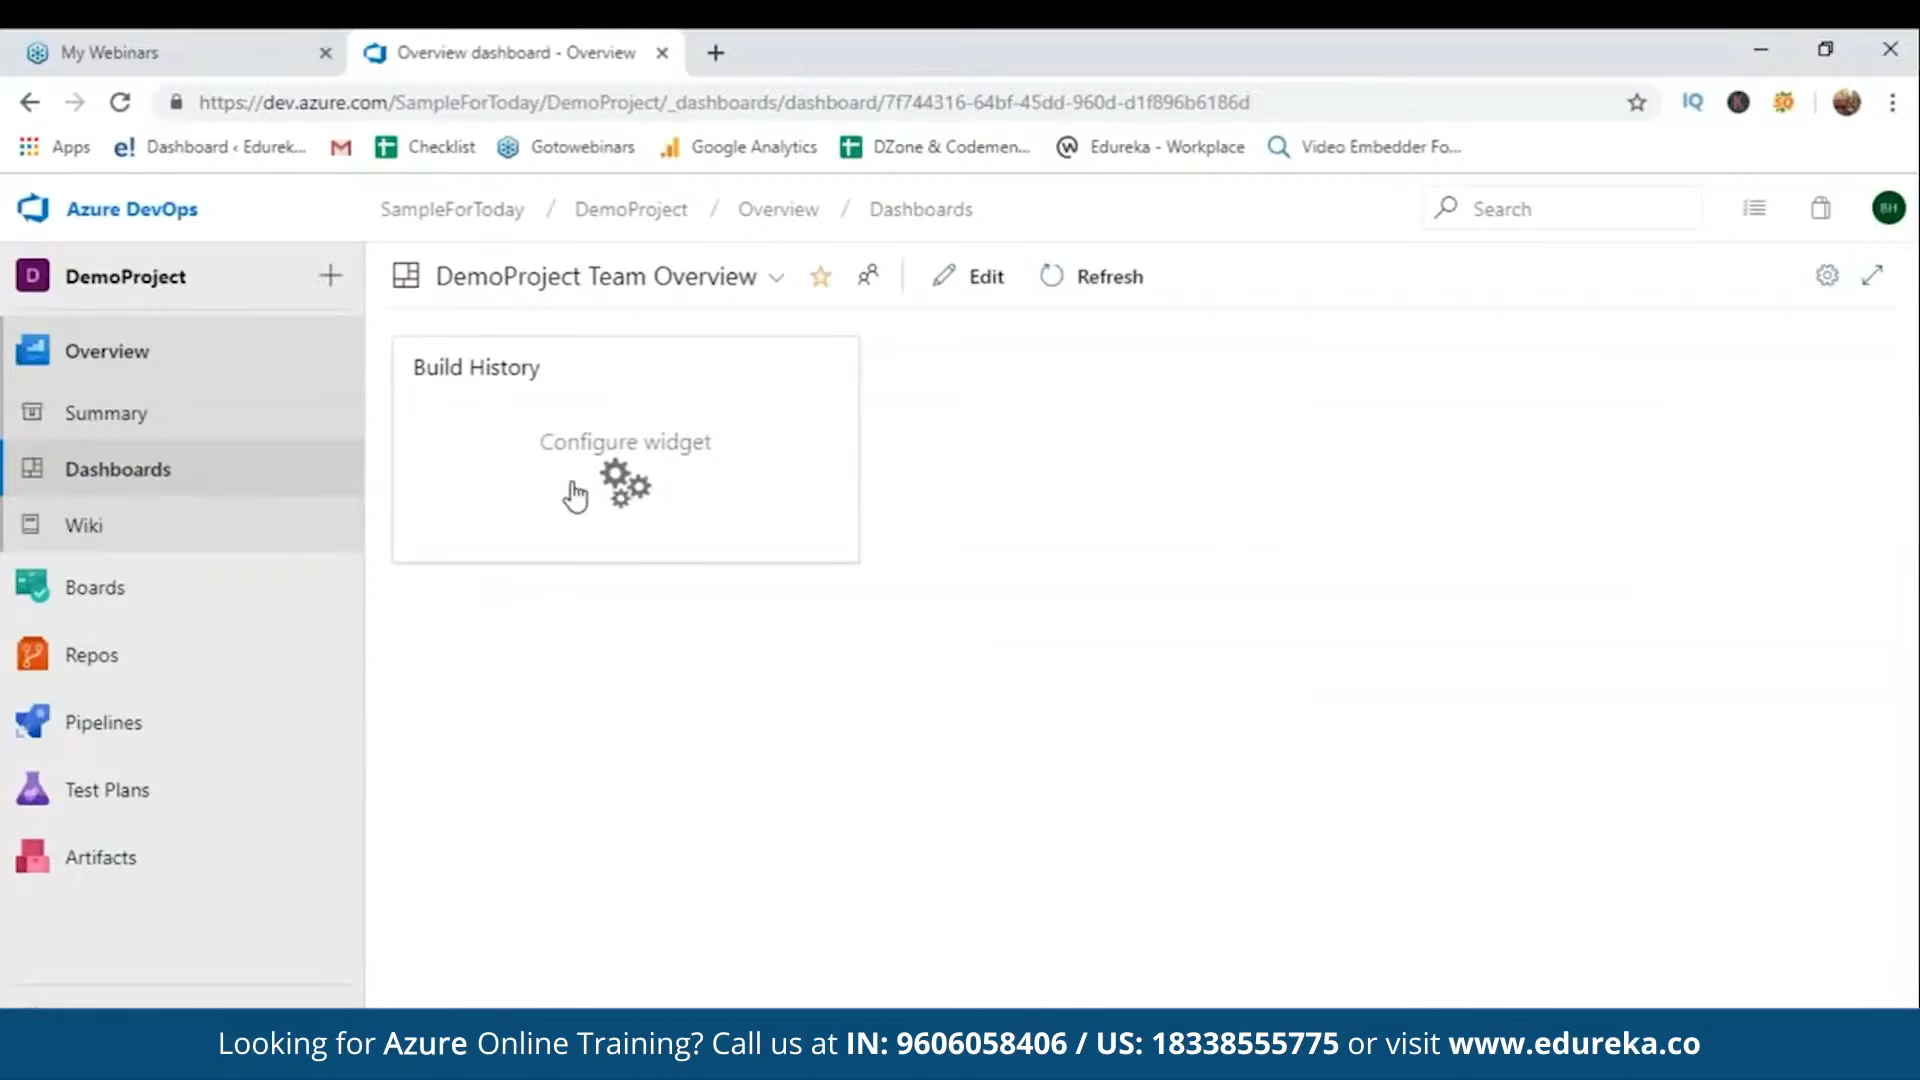 My Webinars
Overview dashboard - Overview
https://dev.azure.com/SampleForToday/DemoProject/_dashboards/dashboard/7f744316-64bf-45dd-960d-d1f896b6186d
IQ
K
Apps
e! Dashboard ‹ Edurek...
M
Checklist
Gotowebinars
Google Analytics
DZone & Codemen...
Edureka - Workplace
Video Embedder Fo...
Azure DevOps
SampleForToday / DemoProject / Overview / Dashboards
Search
BH
D DemoProject
DemoProject Team Overview
Edit
Refresh
Overview
Summary
Dashboards
Wiki
Boards
Repos
Pipelines
Test Plans
Artifacts
Build History
Configure widget
Looking for Azure Online Training? Call us at IN: 9606058406 / US: 18338555775 or visit www.edureka.co